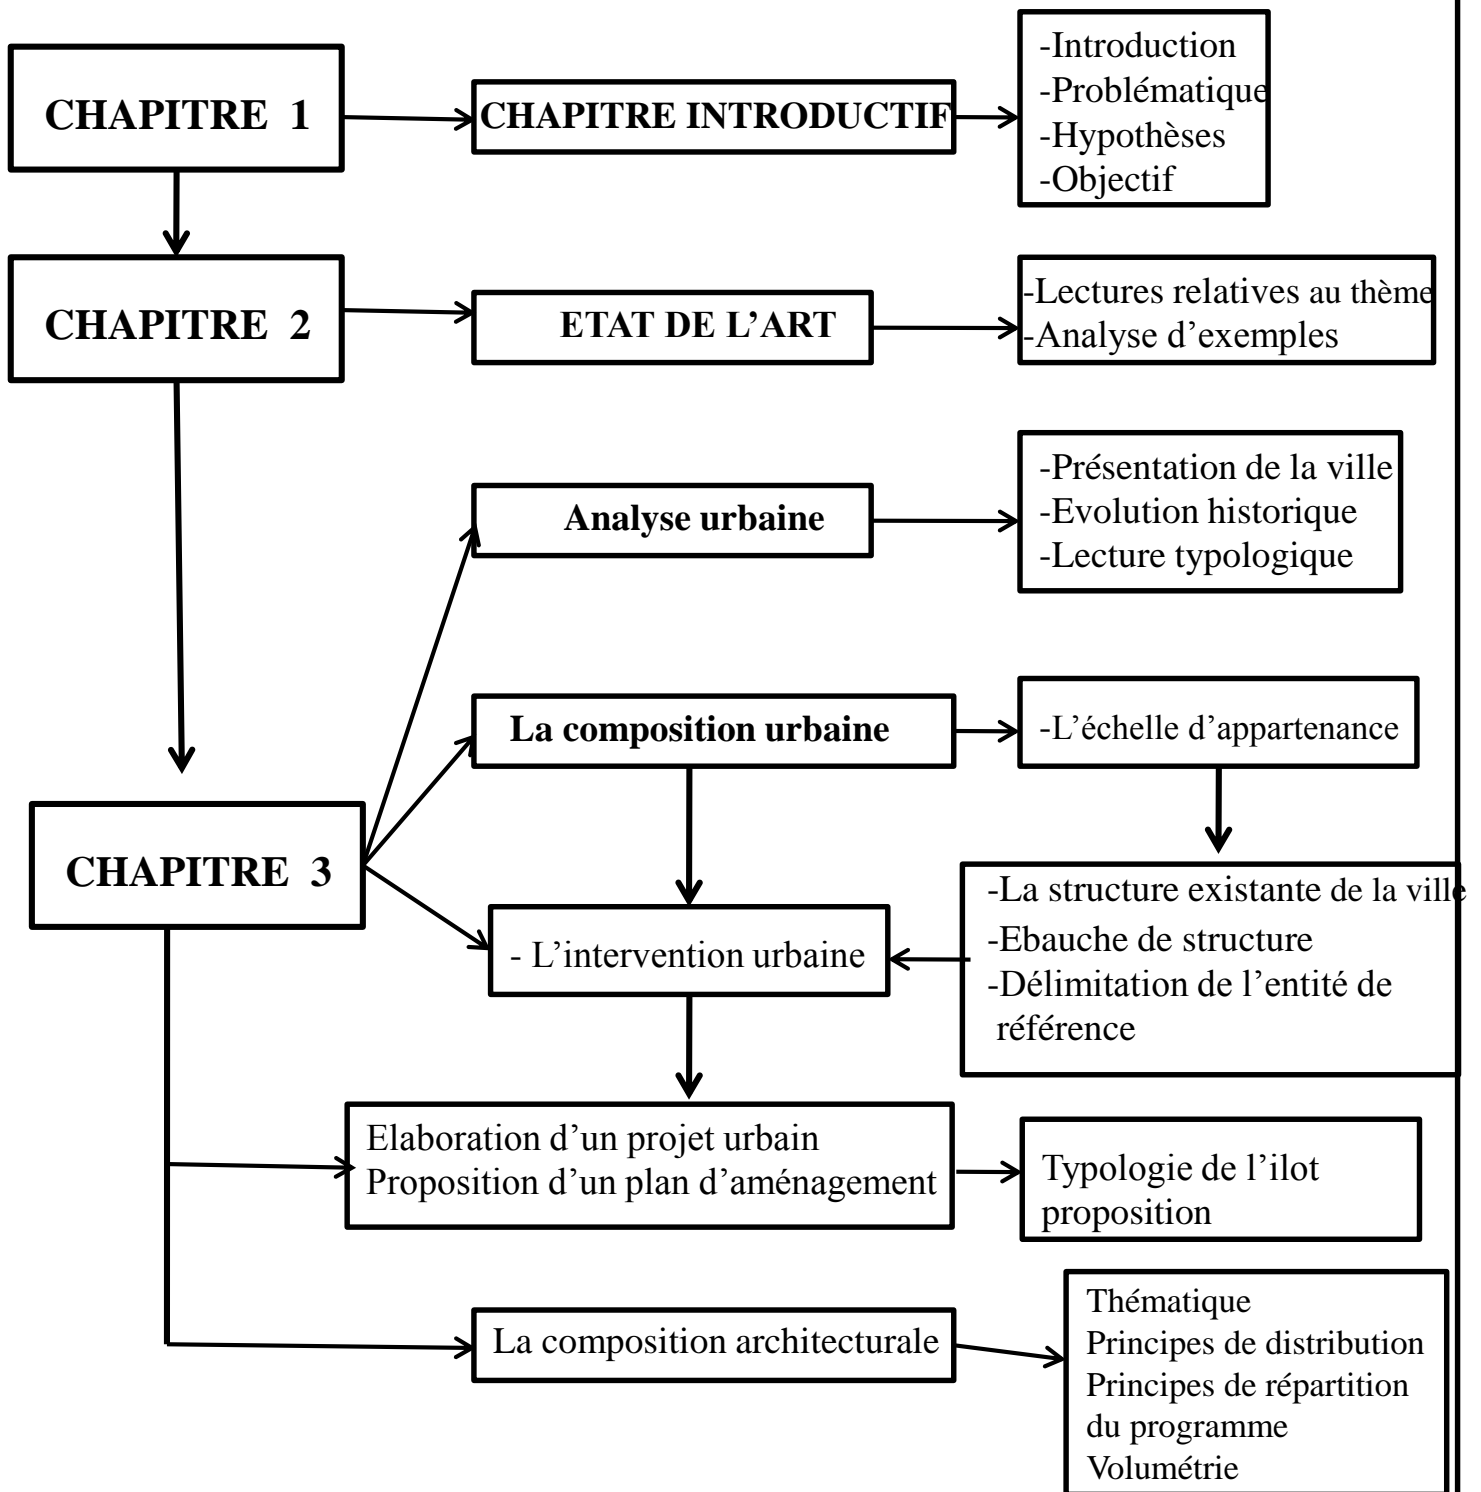 CHAPITRE 1
CHAPITRE INTRODUCTIF
-Introduction
-Problématique
-Hypothèses
-Objectif
CHAPITRE 2
ETAT DE L’ART
-Lectures relatives au thème
-Analyse d’exemples
Analyse urbaine
-Présentation de la ville
-Evolution historique
-Lecture typologique
La composition urbaine
-L’échelle d’appartenance
CHAPITRE 3
- L’intervention urbaine
-La structure existante de la ville
-Ebauche de structure
-Délimitation de l’entité de
référence
Elaboration d’un projet urbain
Proposition d’un plan d’aménagement
Typologie de l’ilot
proposition
La composition architecturale
Thématique
Principes de distribution
Principes de répartition
du programme
Volumétrie